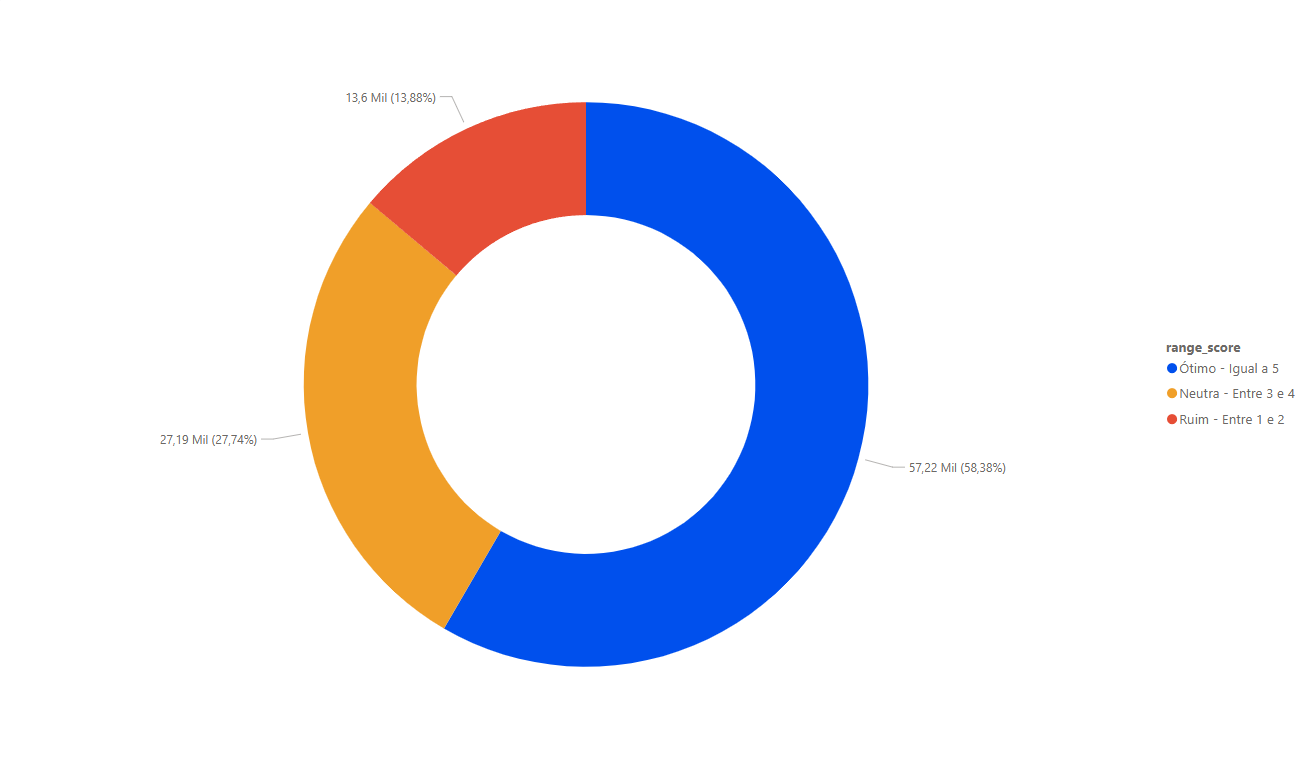 13,6 Mil (13,88%)
27,19 Mil (27,74%)
57,22 Mil (58,38%)
range_score
Ótimo - Igual a 5
Neutra - Entre 3 e 4
Ruim - Entre 1 e 2